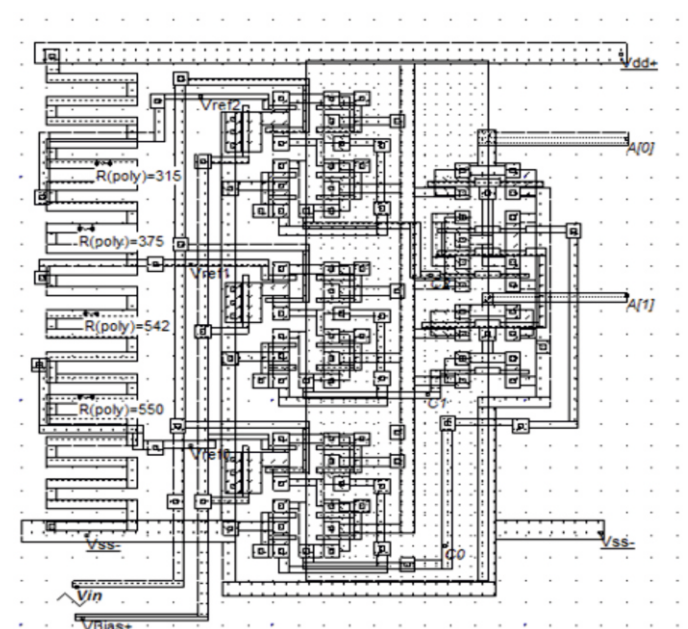 Vdd+
Vref2
A[0]
R(poly)=315
R(poly)=375
Vref1
A[1]
R(poly)=542
R(poly)=550
C1
Vref0
Vss-
Vss-
C0
Vin
VBias+